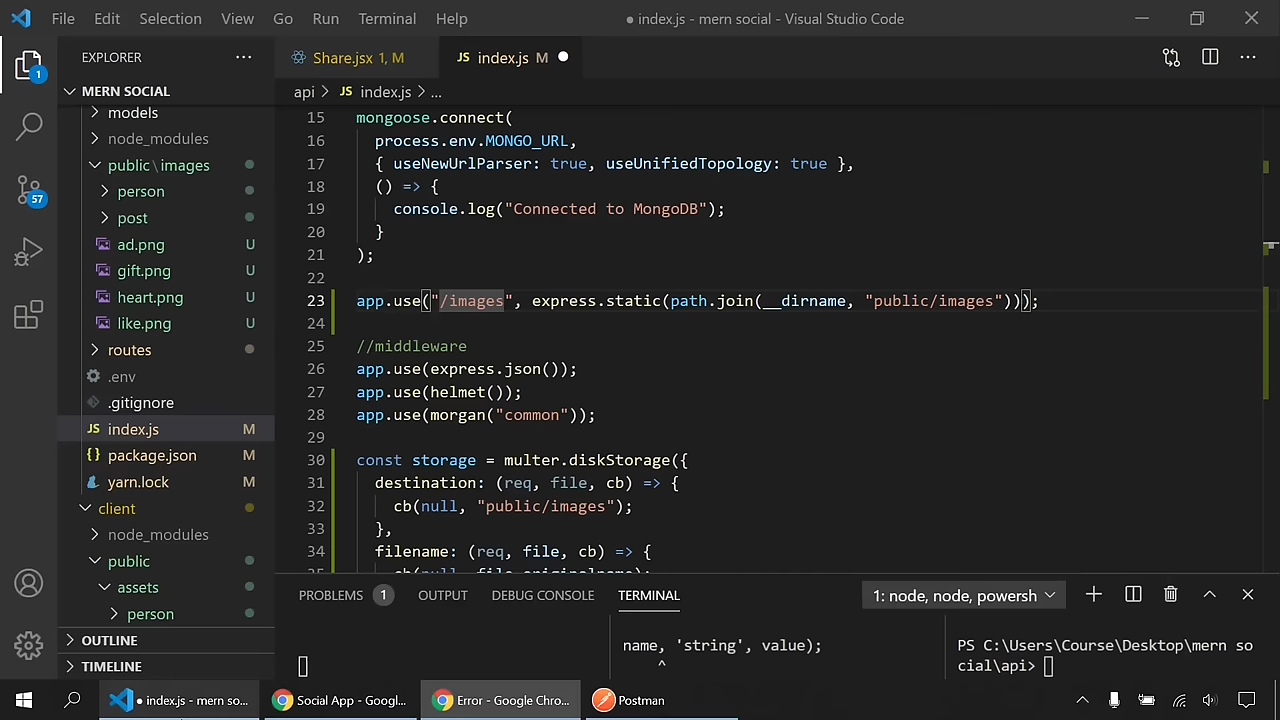 File Edit Selection View Go Run Terminal Help ● index.js - mern social - Visual Studio Code
EXPLORER ··· Share.jsx 1, M JS index.js M ●
MERN SOCIAL api > JS index.js > ...
models
node_modules
public\images
person
post
ad.png U
gift.png U
heart.png U
like.png U
routes
.env
.gitignore
JS index.js M
{} package.json M
yarn.lock M
client
node_modules
public
assets
person
OUTLINE
TIMELINE
1
57
15 mongoose.connect(
16 process.env.MONGO_URL,
17 { useNewUrlParser: true, useUnifiedTopology: true },
18 () => {
19 console.log("Connected to MongoDB");
20 }
21 );
22
23 app.use("/images", express.static(path.join(__dirname, "public/images")));
24
25 //middleware
26 app.use(express.json());
27 app.use(helmet());
28 app.use(morgan("common"));
29
30 const storage = multer.diskStorage({
31 destination: (req, file, cb) => {
32 cb(null, "public/images");
33 },
34 filename: (req, file, cb) => {
35 cb(null, file.originalname);
PROBLEMS 1 OUTPUT DEBUG CONSOLE TERMINAL 1: node, node, powersh
name, 'string', value);
^
PS C:\Users\Course\Desktop\mern so
cial\api>
● index.js - mern so... Social App - Googl... Error - Google Chro... Postman